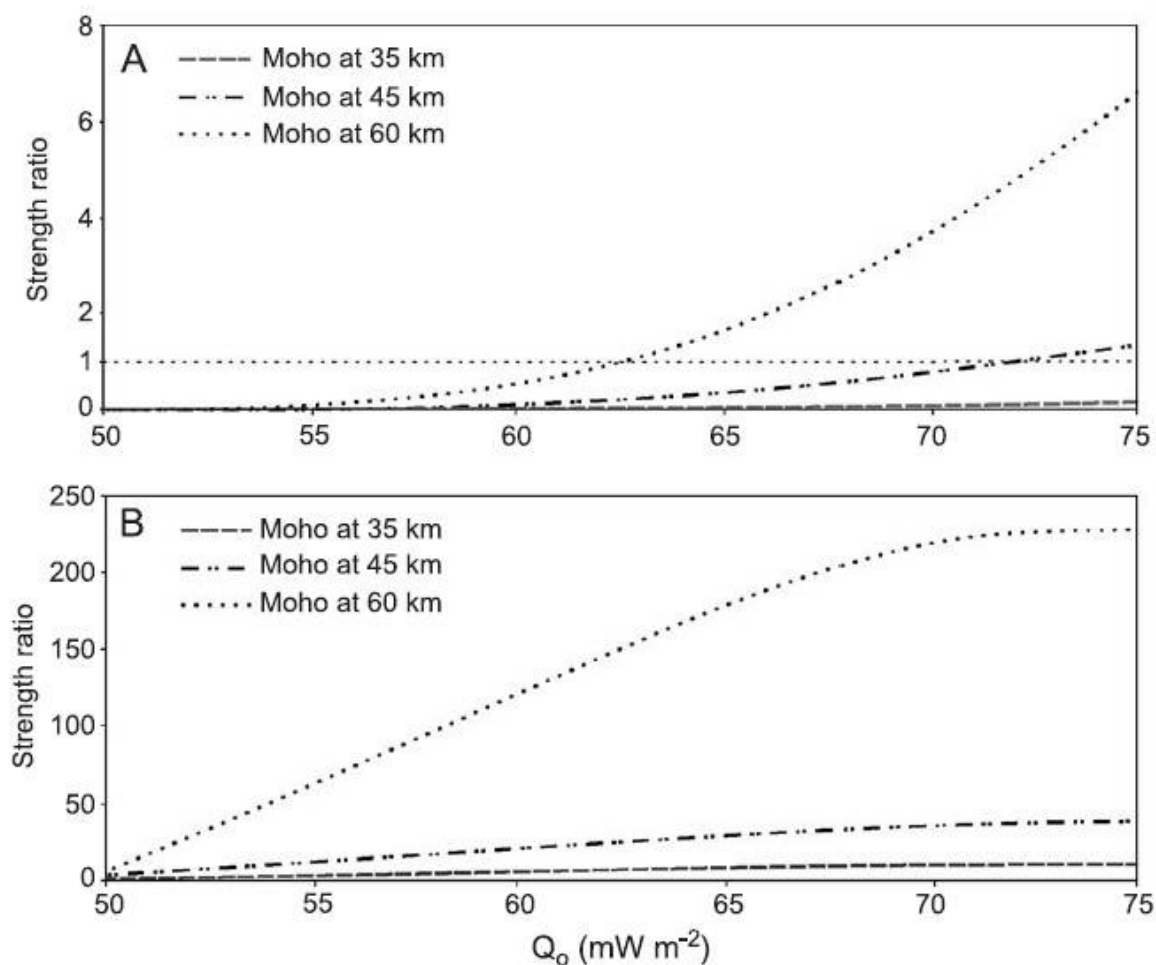 8
A
Moho at 35 km
Moho at 45 km
Moho at 60 km
6
4
2
1
0
Strength ratio
50 55 60 65 70 75
250
B
Moho at 35 km
Moho at 45 km
Moho at 60 km
200
150
100
50
0
Strength ratio
50 55 60 65 70 75
Qₒ (mW m⁻²)